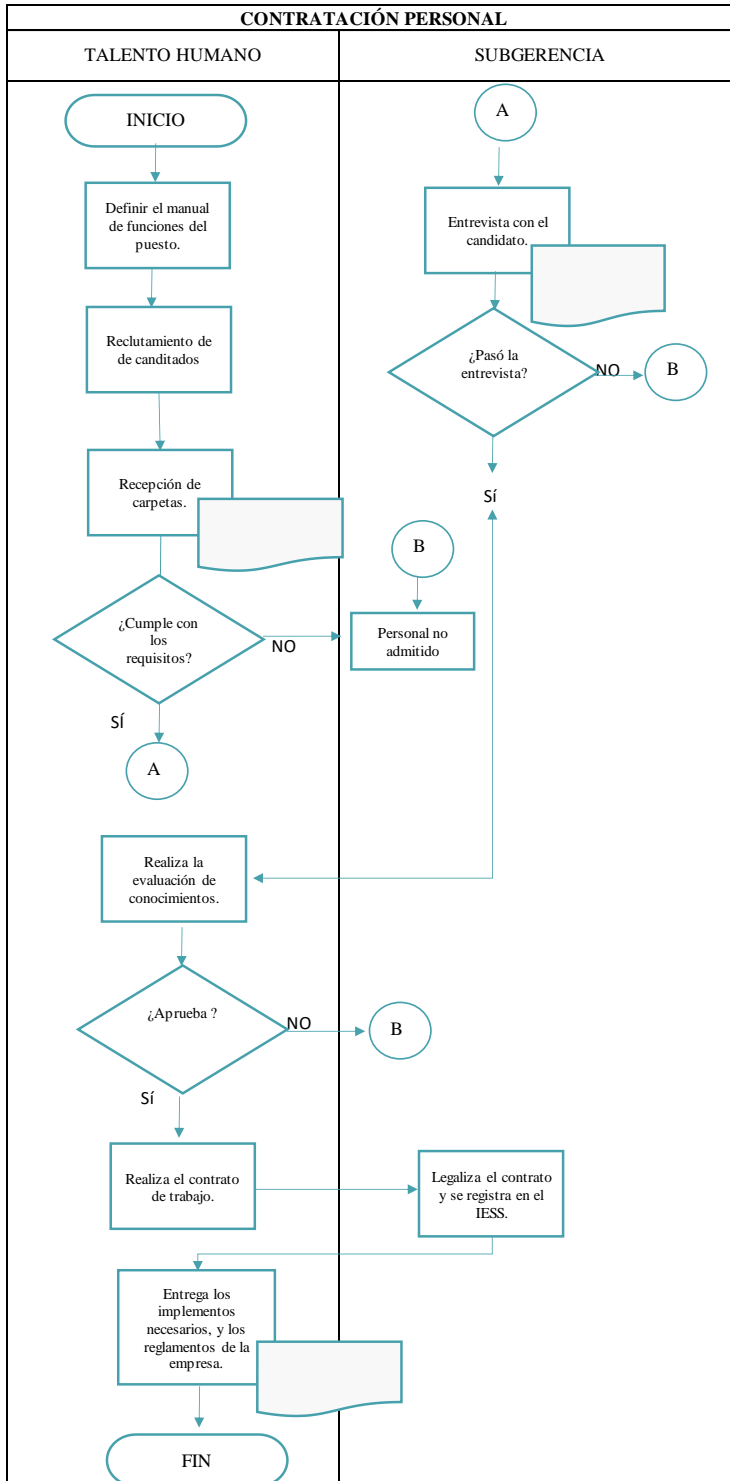 CONTRATACIÓN PERSONAL
TALENTO HUMANO
SUBGERENCIA
INICIO
Definir el manual
de funciones del
puesto.
Reclutamiento de
de canditados
Recepción de
carpetas.
¿Cumple con
los
requisitos?
NO
SÍ
A
Realiza la
evaluación de
conocimientos.
¿Aprueba ?
NO
B
Sí
Realiza el contrato
de trabajo.
Entrega los
implementos
necesarios, y los
reglamentos de la
empresa.
FIN
A
Entrevista con el
candidato.
¿Pasó la
entrevista?
NO
B
Sí
B
Personal no
admitido
Legaliza el contrato
y se registra en el
IESS.